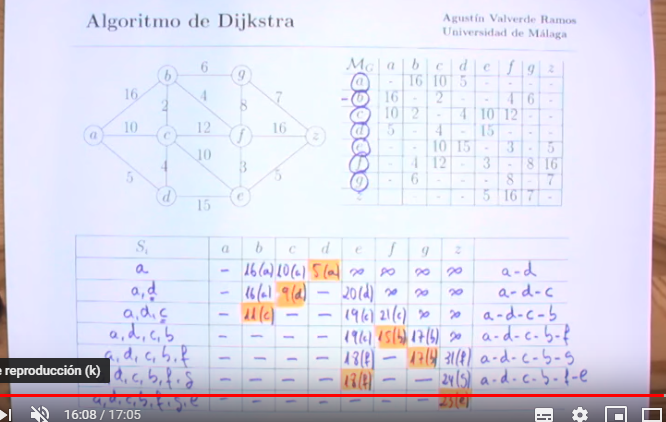 Algoritmo de Dijkstra
Agustín Valverde Ramos
Universidad de Málaga
b 6 g
16 2 4 8 7
a 10 c 12 f 16 z
5 4 10 3 5
d 15 e
M_G a b c d e f g z
a - 16 10 5
b 16 - 2 - - 4 6 -
c 10 2 - 4 10 12 - -
d 5 - 4 - 15 - - -
e - - 10 15 - 3 - 5
f - 4 12 - 3 - 8 16
g - 6 - - - 8 - 7
z - - - - 5 16 7 -
S_i a b c d e f g z
a - 16(a) 10(a) 5(a) ∞ ∞ ∞ ∞ a-d
a,d - 16(a) 9(d) - 20(d) ∞ ∞ ∞ a-d-c
a,d,c - 11(c) - - 19(c) 21(c) ∞ ∞ a-d-c-b
a,d,c,b - - - - 19(c) 15(b) 17(b) ∞ a-d-c-b-f
a,d,c,b,f - - - - 18(f) - 17(b) 31(f) a-d-c-b-g
d,c,b,f,g - - - - 18(f) - - 24(g) a-d-c-b-f-e
a,d,c,b,f,g,e - - - - - - - 23(e)
reproducción (k)
16:08 / 17:05